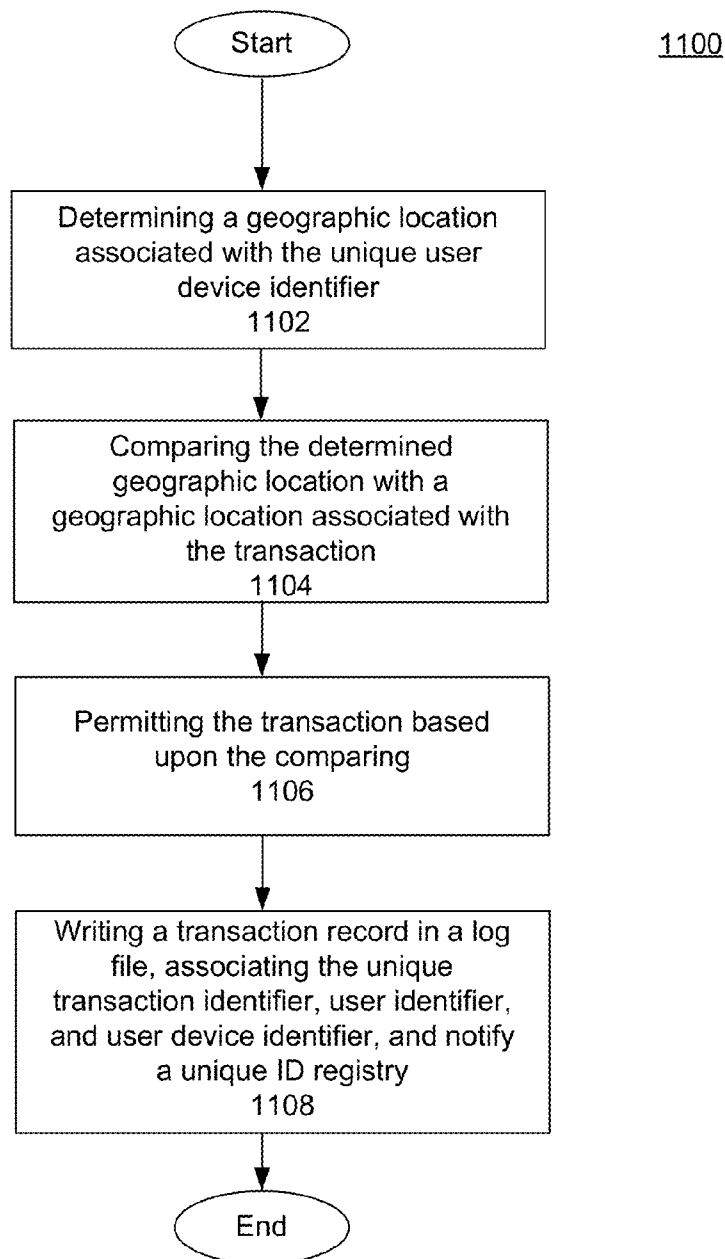 Start
1100
Determining a geographic location
associated with the unique user
device identifier
1102
Comparing the determined
geographic location with a
geographic location associated with
the transaction
1104
Permitting the transaction based
upon the comparing
1106
Writing a transaction record in a log
file, associating the unique
transaction identifier, user identifier,
and user device identifier, and notify
a unique ID registry
1108
End